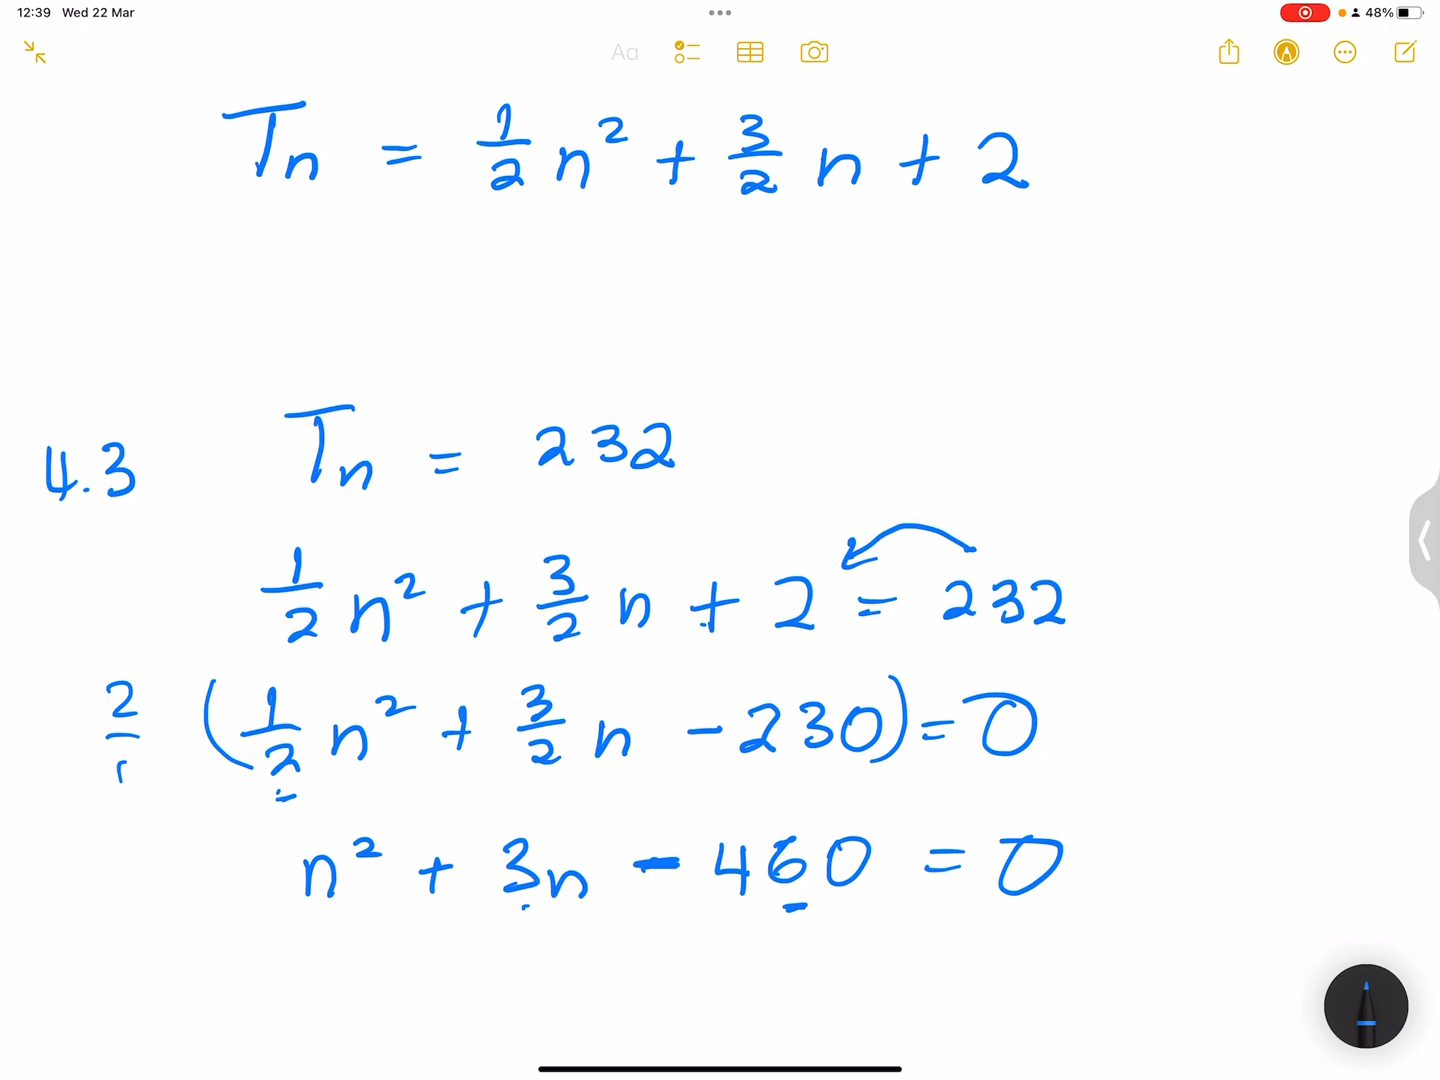 12:39 Wed 22 Mar 48%
Aa
Tn = 1/2 n² + 3/2 n + 2
4.3 Tn = 232
1/2 n² + 3/2 n + 2 = 232
2/1 (1/2 n² + 3/2 n - 230) = 0
n² + 3n - 460 = 0